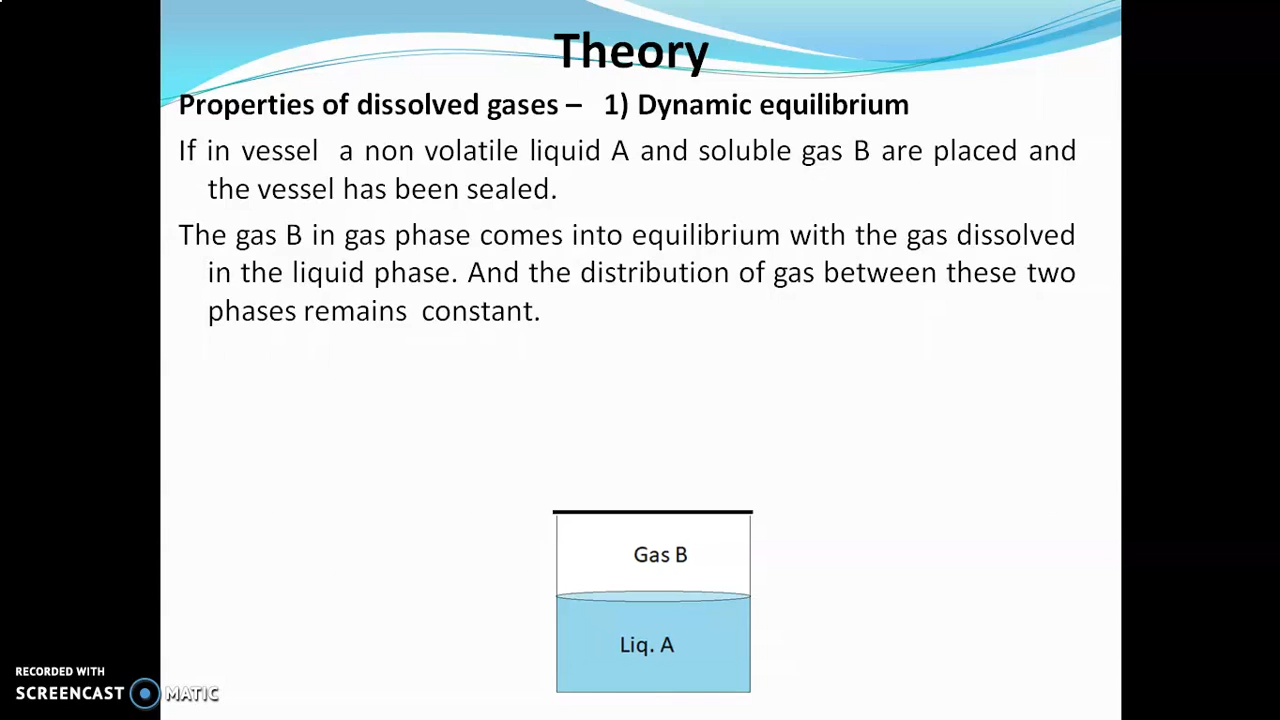 Theory
Properties of dissolved gases – 1) Dynamic equilibrium
If in vessel a non volatile liquid A and soluble gas B are placed and
the vessel has been sealed.
The gas B in gas phase comes into equilibrium with the gas dissolved
in the liquid phase. And the distribution of gas between these two
phases remains constant.
Gas B
Liq. A
RECORDED WITH
SCREENCAST MATIC